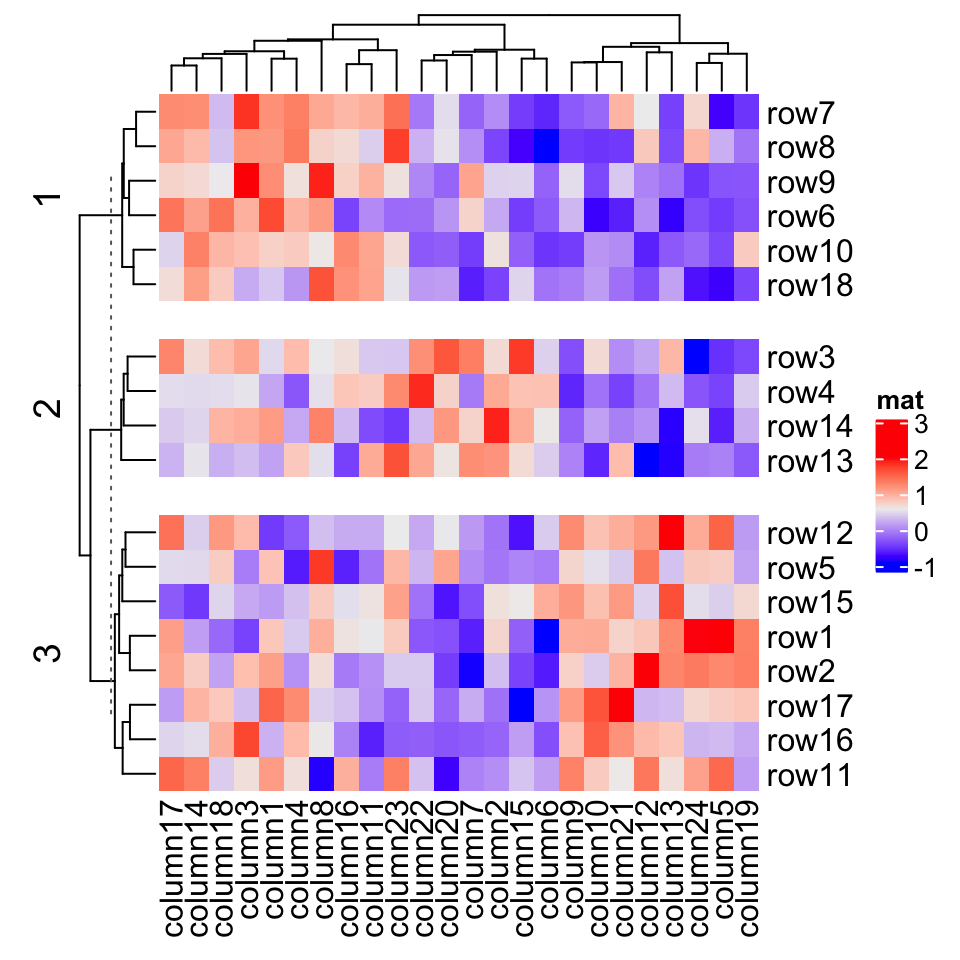 1
row7
row8
row9
row6
row10
row18
2
row3
row4
row14
row13
3
row12
row5
row15
row1
row2
row17
row16
row11
column17
column14
column18
column3
column1
column4
column8
column16
column11
column23
column22
column20
column7
column2
column15
column6
column9
column10
column21
column12
column13
column24
column5
column19
mat
3
2
1
0
-1